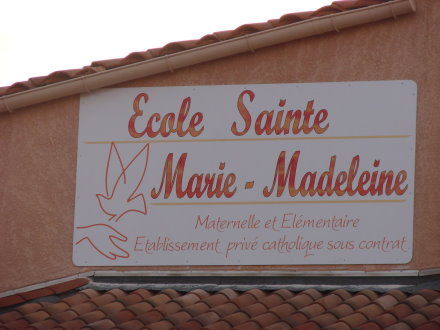 Ecole Sainte
Marie - Madeleine
Maternelle et Elémentaire
Etablissement privé catholique sous contrat